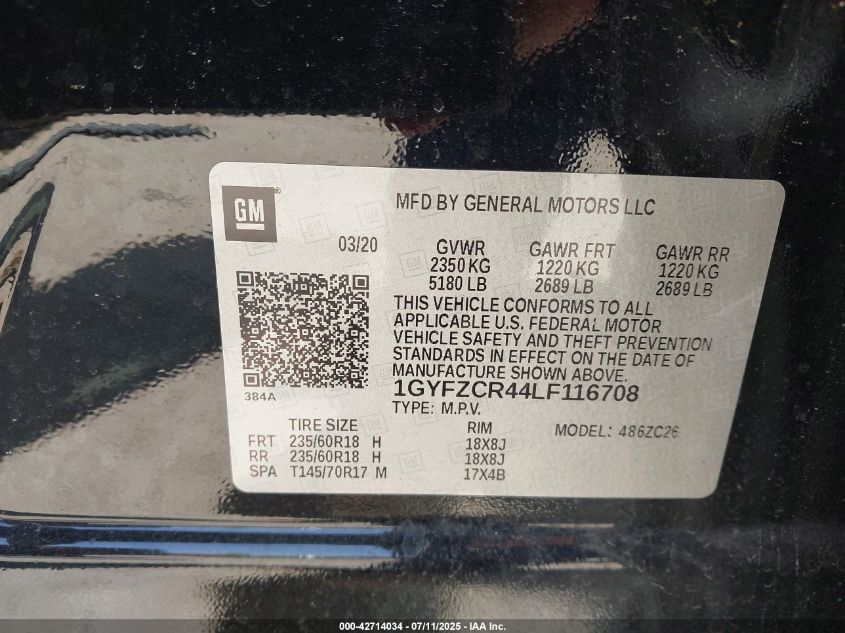 GM
®
MFD BY GENERAL MOTORS LLC
03/20
GVWR GAWR FRT GAWR RR
2350 KG 1220 KG 1220 KG
5180 LB 2689 LB 2689 LB
THIS VEHICLE CONFORMS TO ALL
APPLICABLE U.S. FEDERAL MOTOR
VEHICLE SAFETY AND THEFT PREVENTION
STANDARDS IN EFFECT ON THE DATE OF
MANUFACTURE SHOWN ABOVE.
384A
1GYFZCR44LF116708
TYPE: M.P.V.
TIRE SIZE RIM MODEL: 486ZC26
FRT 235/60R18 H 18X8J
RR 235/60R18 H 18X8J
SPA T145/70R17 M 17X4B
000-42714034 - 07/11/2025 - IAA Inc.